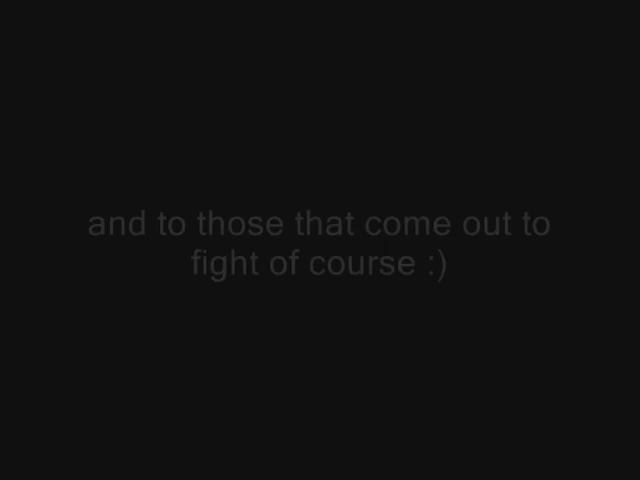 and to those that come out to
fight of course :)